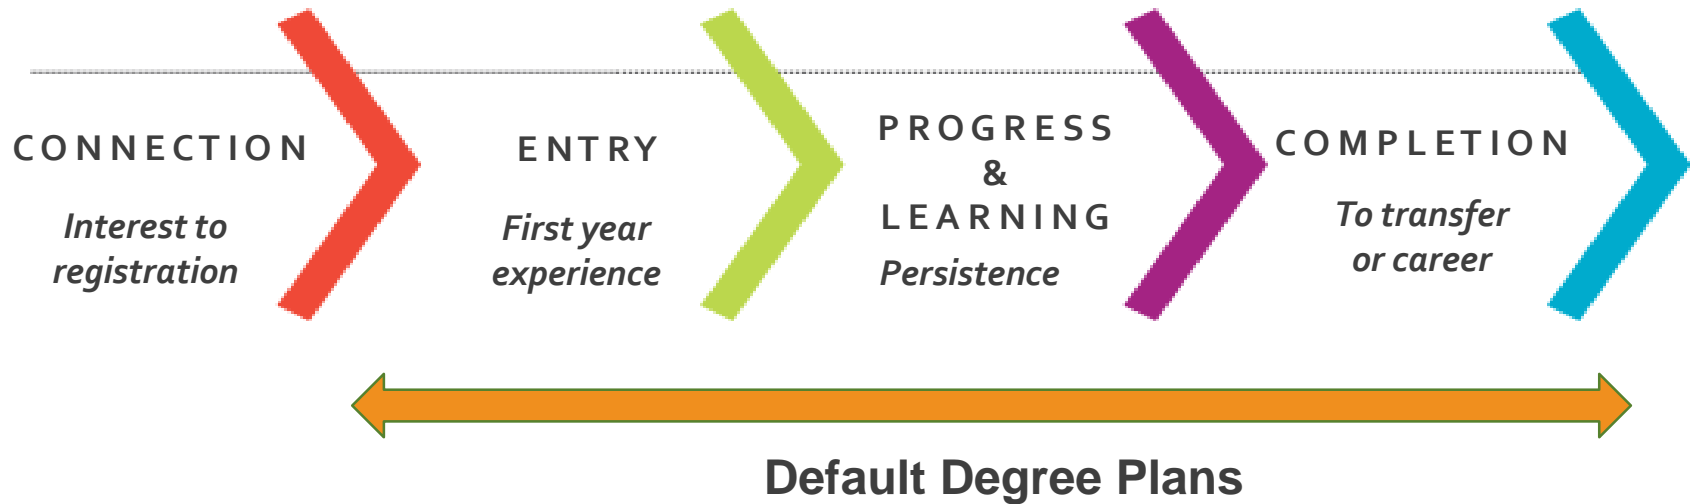 CONNECTION
Interest to
registration
ENTRY
First year
experience
PROGRESS
&
LEARNING
Persistence
COMPLETION
To transfer
or career
Default Degree Plans